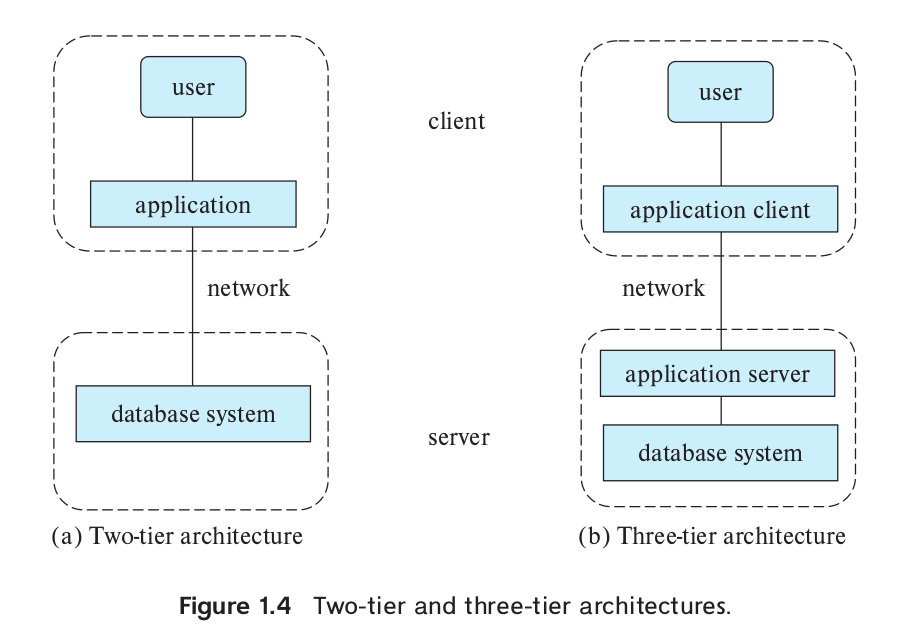 user
application
network
database system
(a) Two-tier architecture
client
server
user
application client
network
application server
database system
(b) Three-tier architecture
Figure 1.4 Two-tier and three-tier architectures.